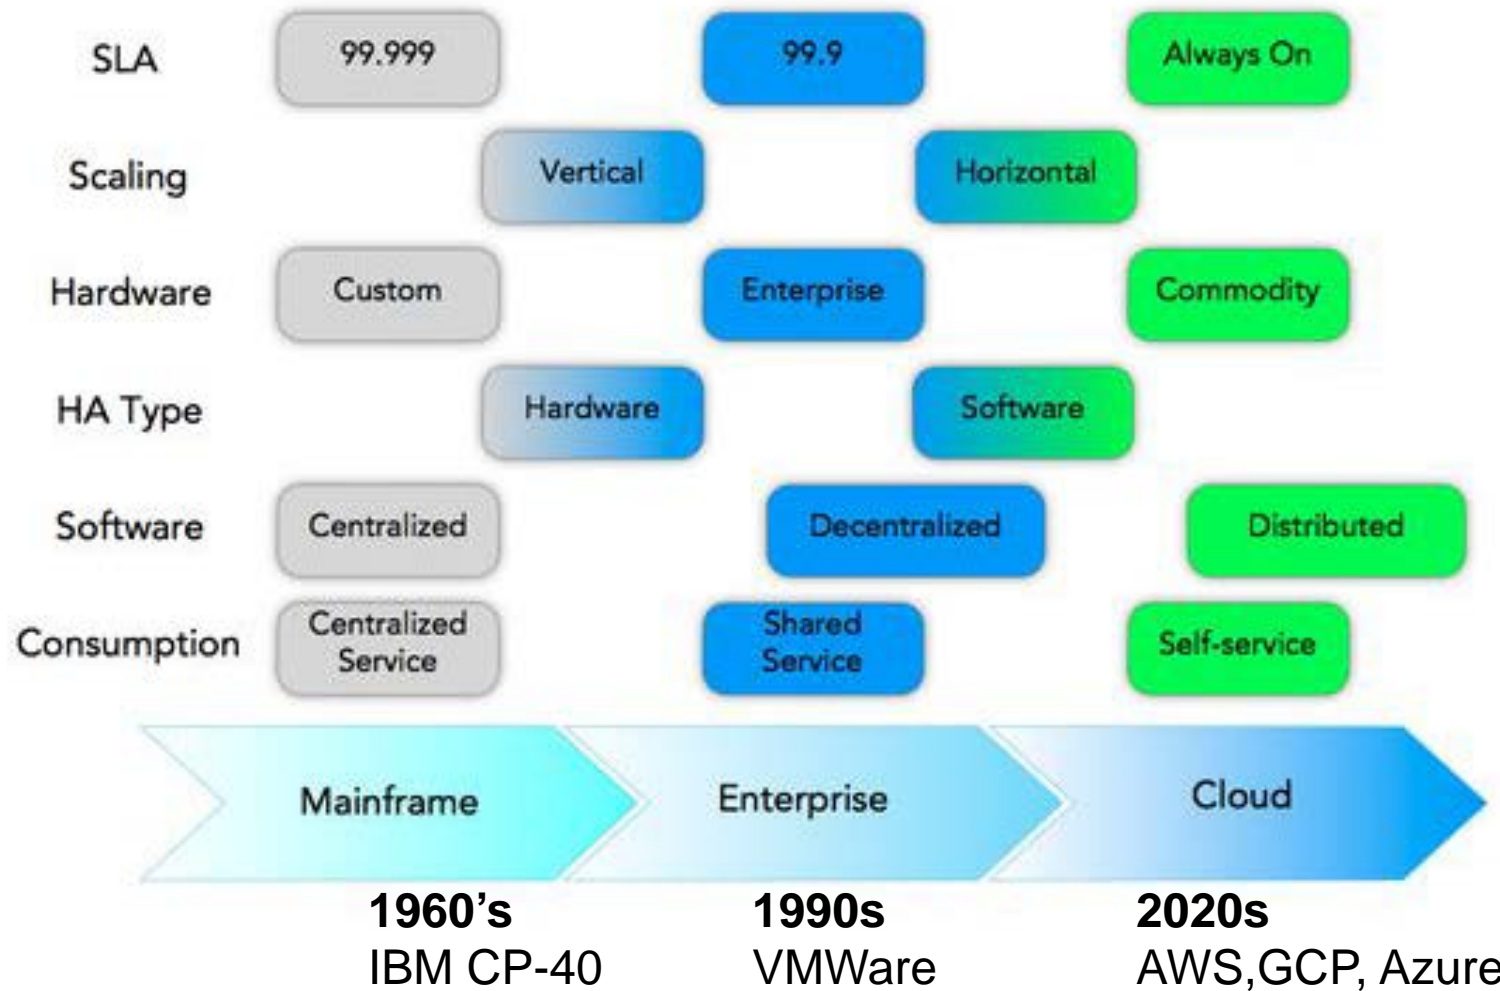 SLA 99.999 99.9 Always On
Scaling Vertical Horizontal
Hardware Custom Enterprise Commodity
HA Type Hardware Software
Software Centralized Decentralized Distributed
Consumption Centralized Service Shared Service Self-service
Mainframe Enterprise Cloud
1960’s 1990s 2020s
IBM CP-40 VMWare AWS,GCP, Azure